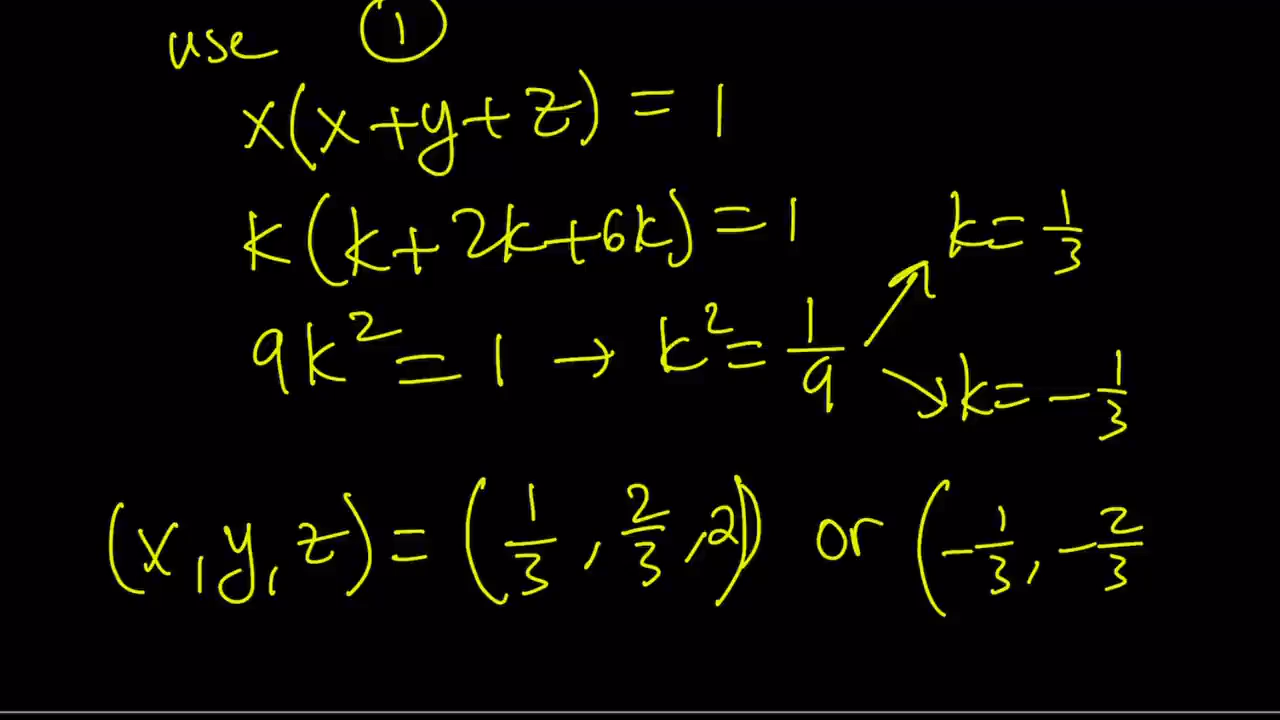 use ①
x(x+y+z) = 1
k(k+2k+6k) = 1
k = 1/3
9k² = 1 → k² = 1/9
k = -1/3
(x, y, z) = (1/3, 2/3, 2) or (-1/3, -2/3